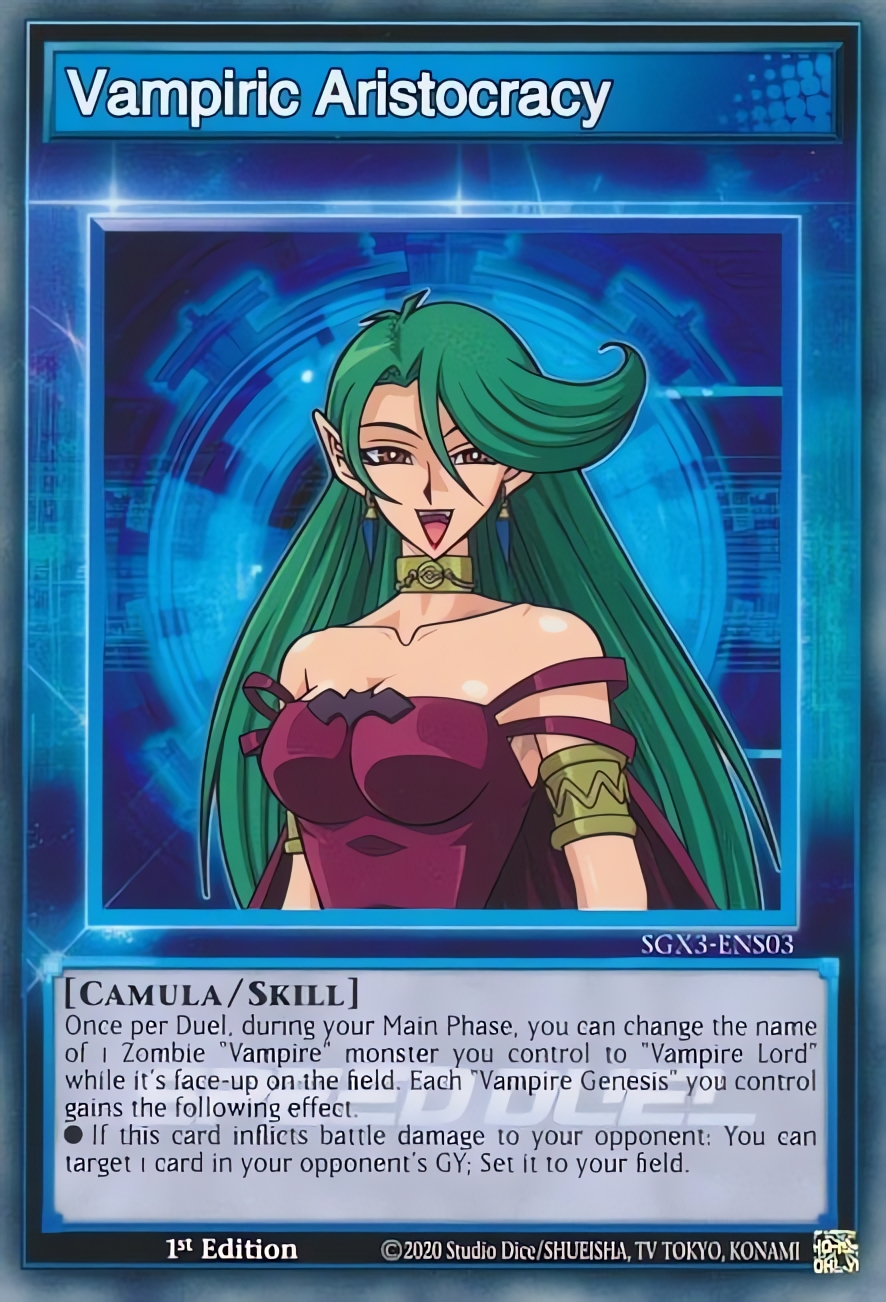 Vampiric Aristocracy
SGX3-ENS03
[CAMULA/SKILL]
Once per Duel, during your Main Phase, you can change the name
of 1 Zombie "Vampire" monster you control to "Vampire Lord"
while it's face-up on the field. Each "Vampire Genesis" you control
gains the following effect.
● If this card inflicts battle damage to your opponent: You can
target 1 card in your opponent's GY; Set it to your field.
SPEED DUEL
1st Edition
©2020 Studio Dice/SHUEISHA, TV TOKYO, KONAMI